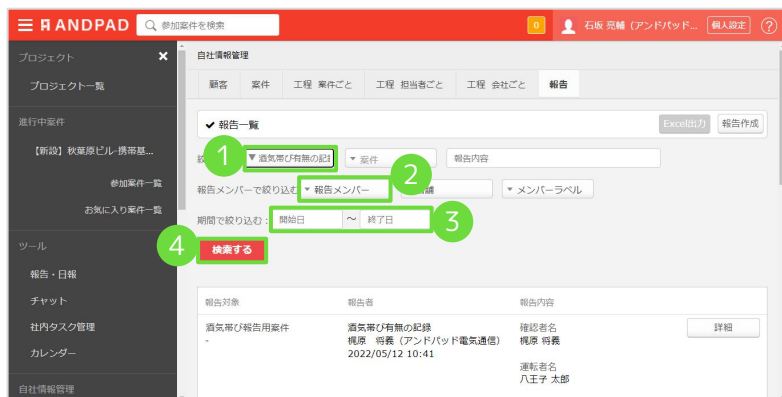 ANDPAD 参加案件を検索 0 石坂 亮輔 (アンドパッド... 個人設定 ?
プロジェクト ×
プロジェクト一覧
進行中案件
【新設】秋葉原ビル-携帯基...
参加案件一覧
お気に入り案件一覧
ツール
報告・日報
チャット
社内タスク管理
カレンダー
自社情報管理
自社情報管理
顧客 案件 工程 案件ごと 工程 担当者ごと 工程 会社ごと 報告
✔ 報告一覧 Excel出力 報告作成
1 ▼ 酒気帯び有無の記録 ▼ 案件 報告内容
報告メンバーで絞り込む ▼ 報告メンバー 2 ▼ メンバーラベル
期間で絞り込む : 開始日 ～ 終了日 3
4 検索する
報告対象 報告者 報告内容
酒気帯び報告用案件 酒気帯び有無の記録 確認者名 詳細
- 梶原 将義 (アンドパッド電気通信) 梶原 将義
2022/05/12 10:41
運転者名
八王子 太郎